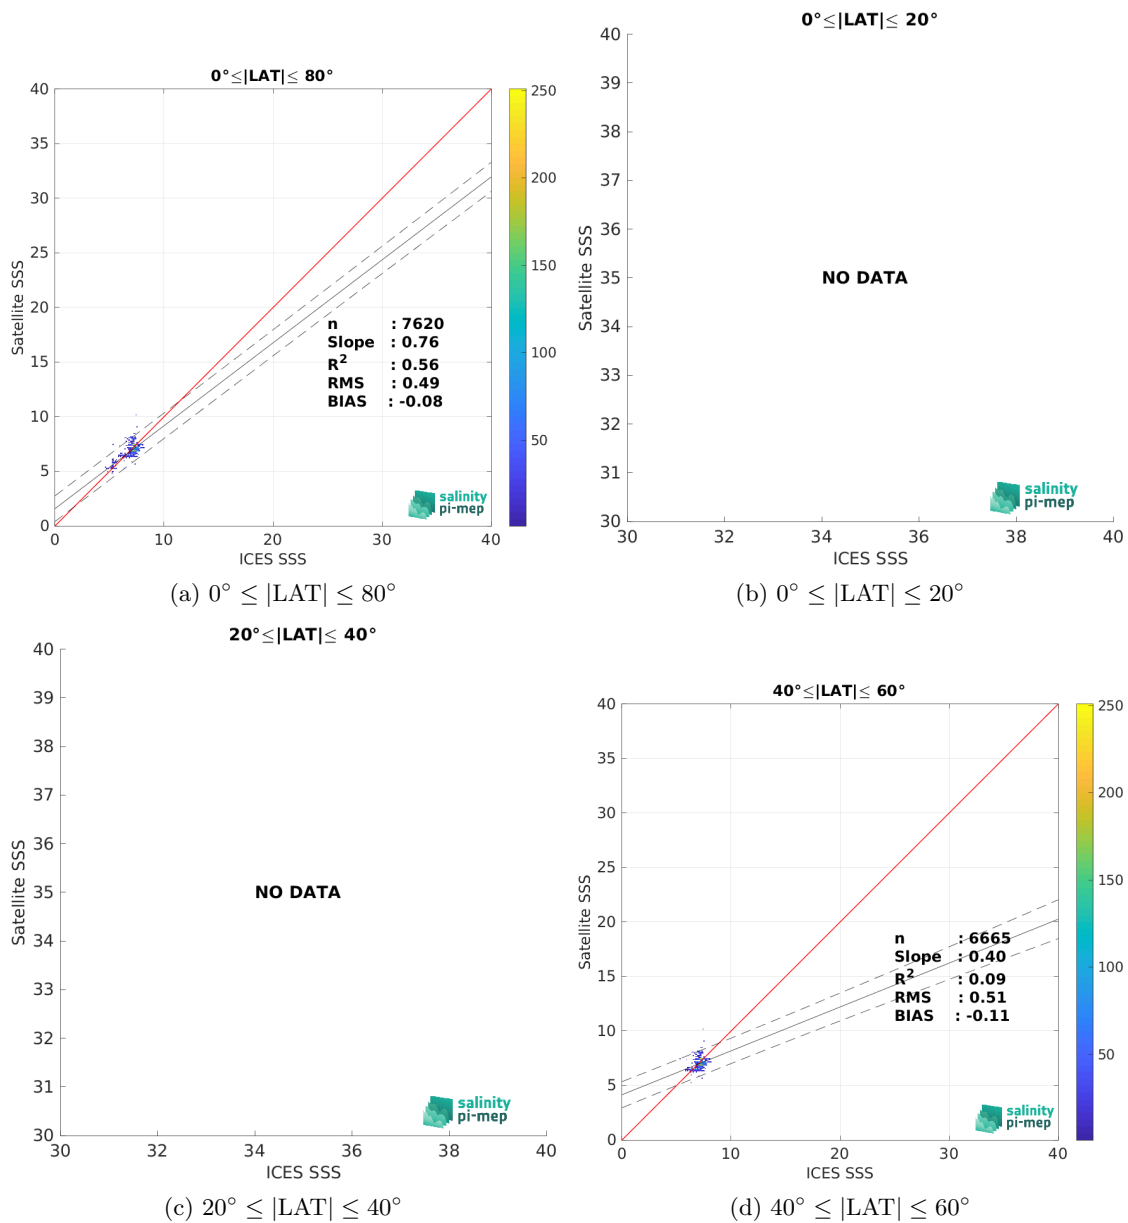 0°≤|LAT|≤ 80°
40
35
30
25
20
15
10
5
0
0
10
20
30
40
Satellite SSS
ICES SSS
n : 7620
Slope : 0.76
R² : 0.56
RMS : 0.49
BIAS : -0.08
salinity
pi-mep
250
200
150
100
50
(a) 0° ≤ |LAT| ≤ 80°
0°≤|LAT|≤ 20°
40
39
38
37
36
35
34
33
32
31
30
30
32
34
36
38
40
Satellite SSS
ICES SSS
NO DATA
salinity
pi-mep
(b) 0° ≤ |LAT| ≤ 20°
20°≤|LAT|≤ 40°
40
39
38
37
36
35
34
33
32
31
30
30
32
34
36
38
40
Satellite SSS
ICES SSS
NO DATA
salinity
pi-mep
(c) 20° ≤ |LAT| ≤ 40°
40°≤|LAT|≤ 60°
40
35
30
25
20
15
10
5
0
0
10
20
30
40
Satellite SSS
ICES SSS
n : 6665
Slope : 0.40
R² : 0.09
RMS : 0.51
BIAS : -0.11
salinity
pi-mep
250
200
150
100
50
(d) 40° ≤ |LAT| ≤ 60°